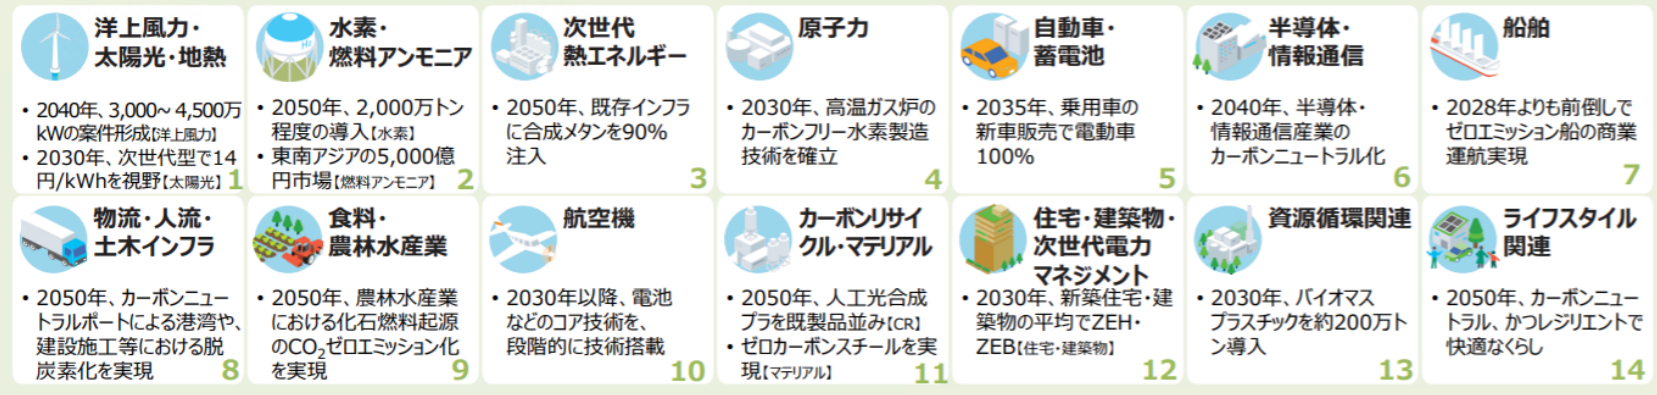 洋上風力・
太陽光・地熱
・2040年、3,000~ 4,500万
kWの案件形成【洋上風力】
・2030年、次世代型で14
円/kWhを視野【太陽光】
1
水素・
燃料アンモニア
・2050年、2,000万トン
程度の導入【水素】
・東南アジアの5,000億
円市場【燃料アンモニア】
2
次世代
熱エネルギー
・2050年、既存インフラ
に合成メタンを90%
注入
3
原子力
・2030年、高温ガス炉の
カーボンフリー水素製造
技術を確立
4
自動車・
蓄電池
・2035年、乗用車の
新車販売で電動車
100%
5
半導体・
情報通信
・2040年、半導体・
情報通信産業の
カーボンニュートラル化
6
船舶
・2028年よりも前倒しで
ゼロエミッション船の商業
運航実現
7
物流・人流・
土木インフラ
・2050年、カーボンニュー
トラルポートによる港湾や、
建設施工等における脱
炭素化を実現
8
食料・
農林水産業
・2050年、農林水産業
における化石燃料起源
のCO₂ゼロエミッション化
を実現
9
航空機
・2030年以降、電池
などのコア技術を、
段階的に技術搭載
10
カーボンリサイ
クル・マテリアル
・2050年、人工光合成
プラを既製品並み【CR】
・ゼロカーボンスチールを実
現【マテリアル】
11
住宅・建築物・
次世代電力
マネジメント
・2030年、新築住宅・建
築物の平均でZEH・
ZEB【住宅・建築物】
12
資源循環関連
・2030年、バイオマス
プラスチックを約200万ト
ン導入
13
ライフスタイル
関連
・2050年、カーボンニュー
トラル、かつレジリエントで
快適なくらし
14